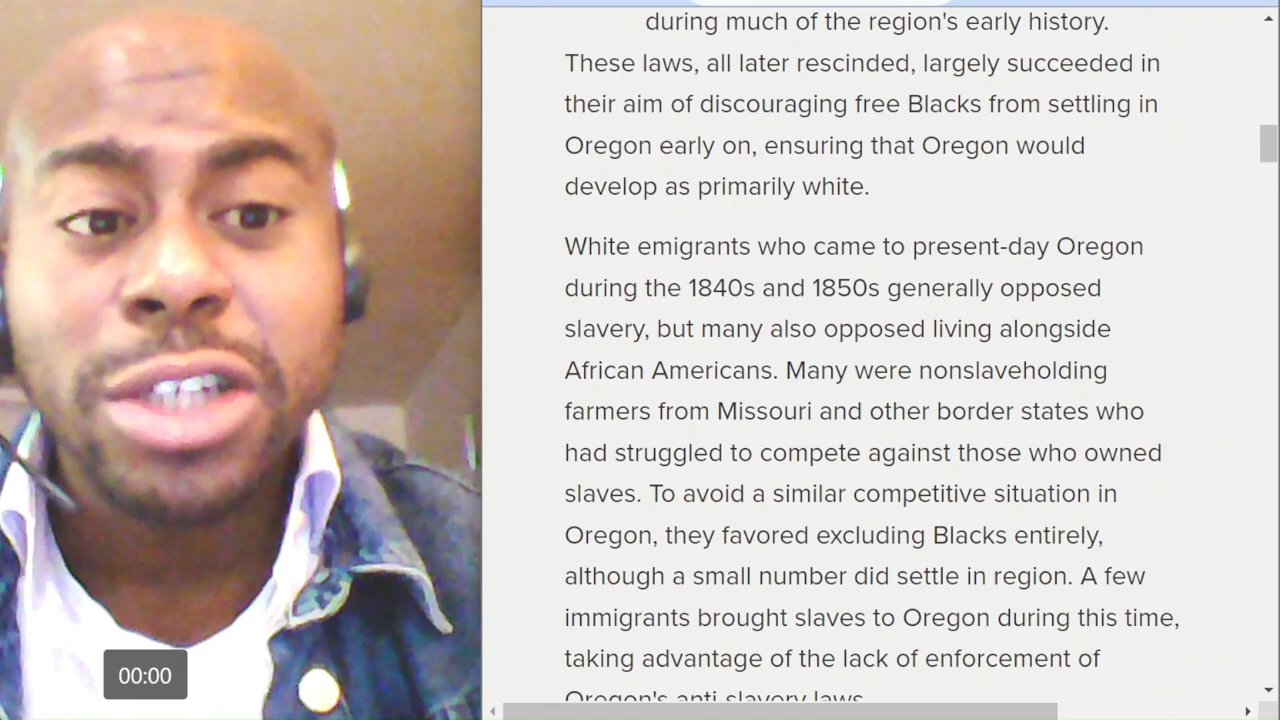 during much of the region's early history.
These laws, all later rescinded, largely succeeded in
their aim of discouraging free Blacks from settling in
Oregon early on, ensuring that Oregon would
develop as primarily white.
White emigrants who came to present-day Oregon
during the 1840s and 1850s generally opposed
slavery, but many also opposed living alongside
African Americans. Many were nonslaveholding
farmers from Missouri and other border states who
had struggled to compete against those who owned
slaves. To avoid a similar competitive situation in
Oregon, they favored excluding Blacks entirely,
although a small number did settle in region. A few
immigrants brought slaves to Oregon during this time,
taking advantage of the lack of enforcement of
Oregon's anti-slavery laws.
00:00